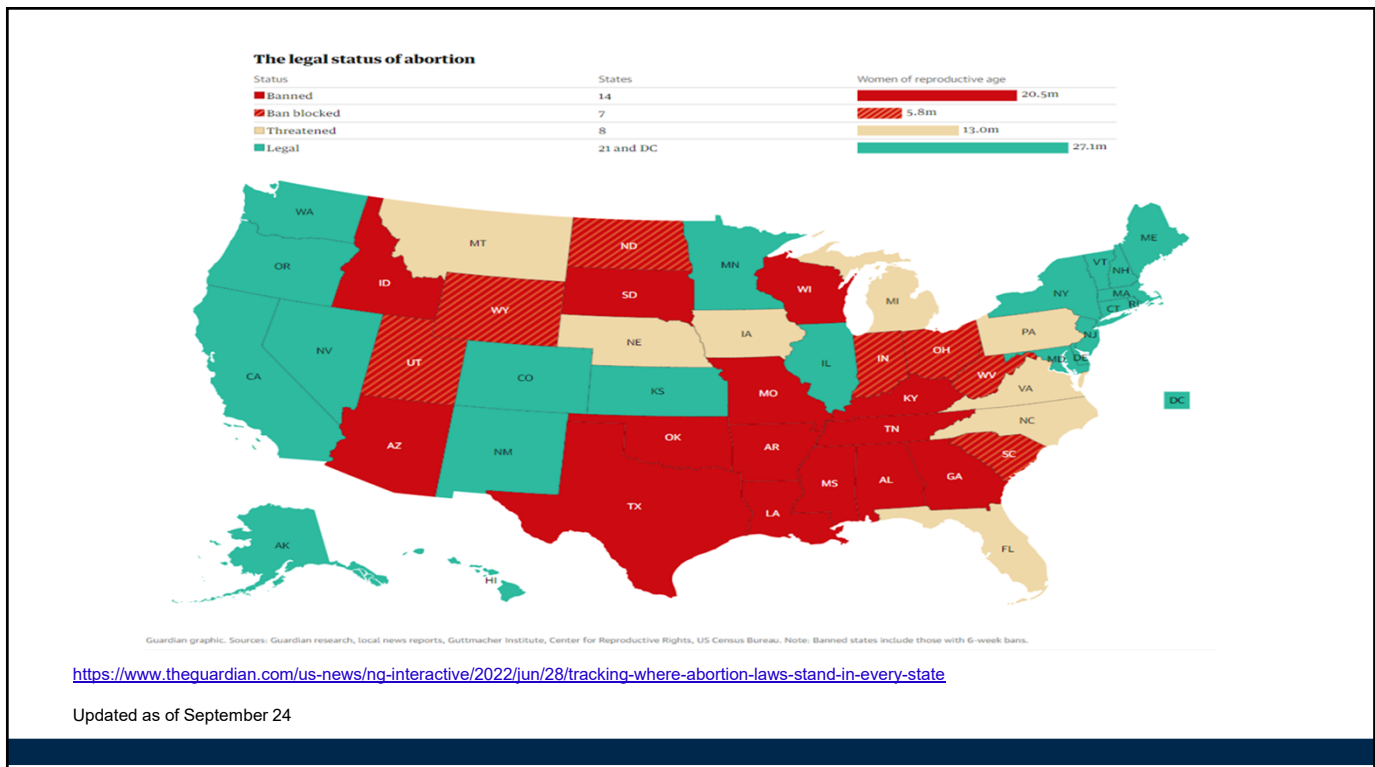 The legal status of abortion
Status States Women of reproductive age
Banned 14 20.5m
Ban blocked 7 5.8m
Threatened 8 13.0m
Legal 21 and DC 27.1m
WA
MT
ND
MN
ME
VT
NH
OR
ID
SD
WI
MI
NY
MA
RI
CT
WY
NE
IA
PA
NJ
NV
UT
CO
KS
IL
IN
OH
WV
MD
DE
VA
CA
MO
KY
DC
AZ
NM
OK
AR
TN
NC
SC
TX
LA
MS
AL
GA
FL
AK
HI
Guardian graphic. Sources: Guardian research, local news reports, Guttmacher Institute, Center for Reproductive Rights, US Census Bureau. Note: Banned states include those with 6-week bans.
https://www.theguardian.com/us-news/ng-interactive/2022/jun/28/tracking-where-abortion-laws-stand-in-every-state
Updated as of September 24